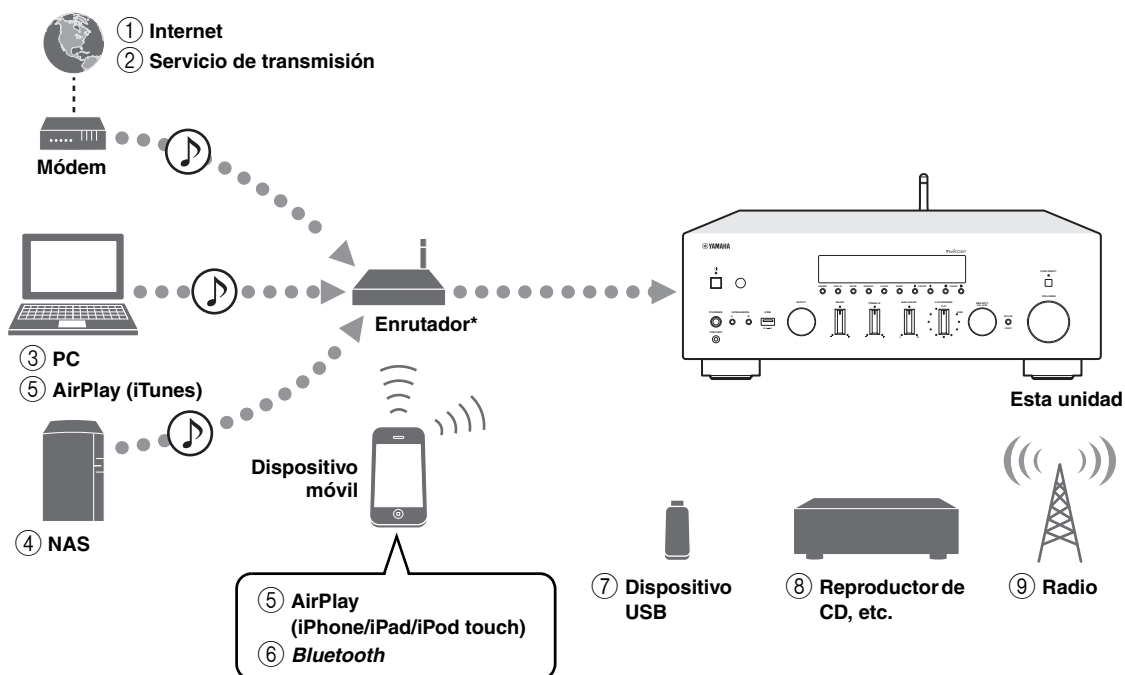 ① Internet
② Servicio de transmisión
Módem
YAMAHA
Enrutador*
③ PC
⑤ AirPlay (iTunes)
Esta unidad
Dispositivo
móvil
④ NAS
⑤ AirPlay
(iPhone/iPad/iPod touch)
⑥ Bluetooth
⑦ Dispositivo
USB
⑧ Reproductor de
CD, etc.
⑨ Radio